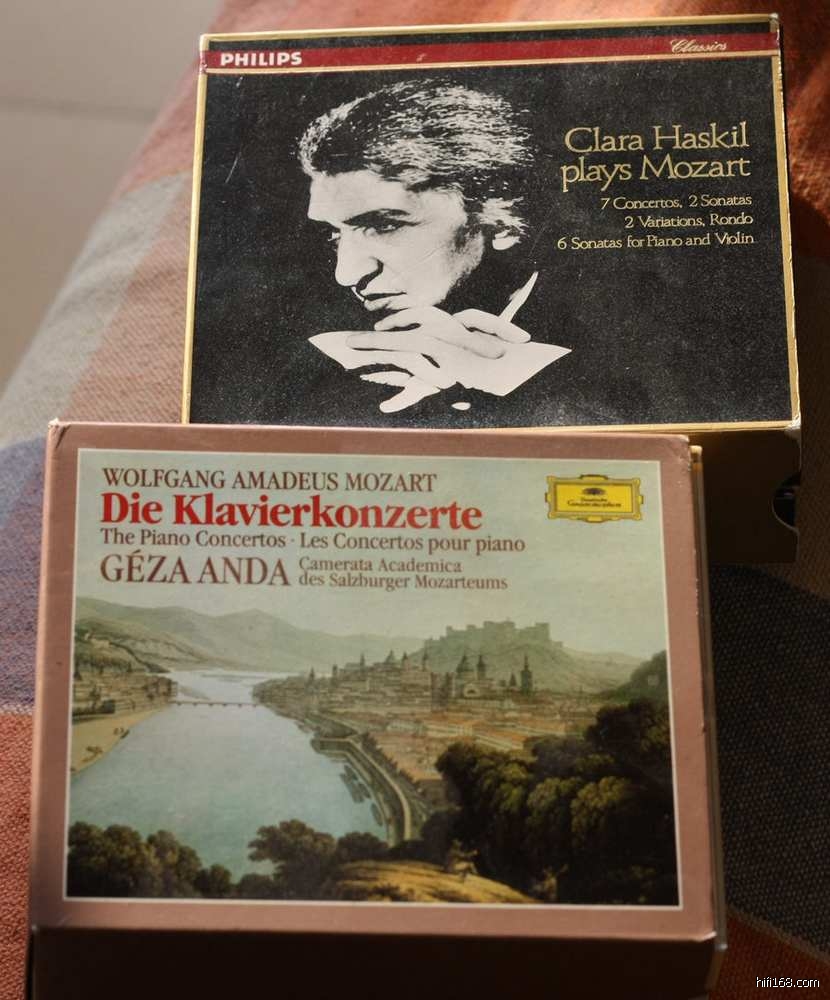 PHILIPS
Classics
Clara Haskil
plays Mozart
7 Concertos, 2 Sonatas
2 Variations, Rondo
6 Sonatas for Piano and Violin
WOLFGANG AMADEUS MOZART
Die Klavierkonzerte
The Piano Concertos · Les Concertos pour piano
GÉZA ANDA
Camerata Academica
des Salzburger Mozarteums
Deutsche
Grammophon
hifi168.com